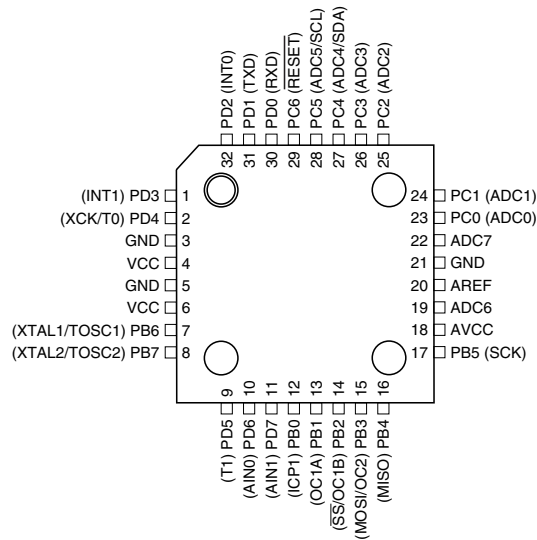 32 PD2 (INT0)
31 PD1 (TXD)
30 PD0 (RXD)
29 PC6 (RESET)
28 PC5 (ADC5/SCL)
27 PC4 (ADC4/SDA)
26 PC3 (ADC3)
25 PC2 (ADC2)
(INT1) PD3 1
(XCK/T0) PD4 2
GND 3
VCC 4
GND 5
VCC 6
(XTAL1/TOSC1) PB6 7
(XTAL2/TOSC2) PB7 8
24 PC1 (ADC1)
23 PC0 (ADC0)
22 ADC7
21 GND
20 AREF
19 ADC6
18 AVCC
17 PB5 (SCK)
(T1) PD5 9
(AIN0) PD6 10
(AIN1) PD7 11
(ICP1) PB0 12
(OC1A) PB1 13
(SS/OC1B) PB2 14
(MOSI/OC2) PB3 15
(MISO) PB4 16